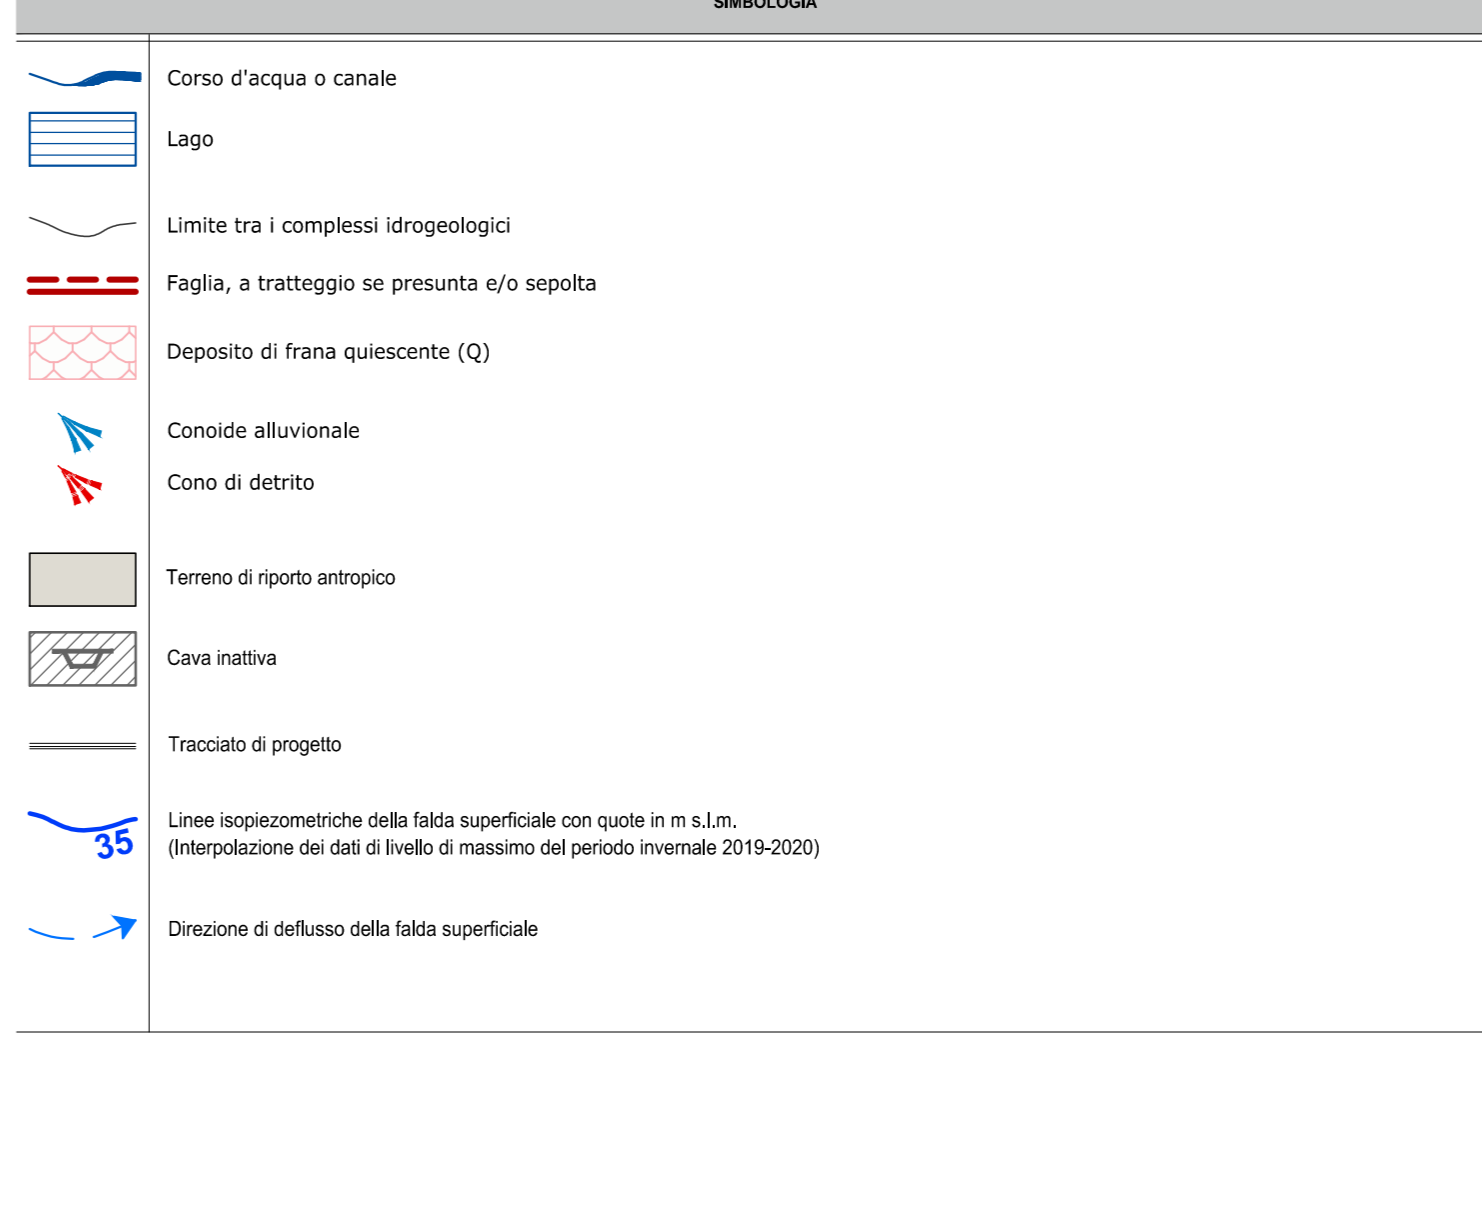 SIMBOLOGIA
Corso d'acqua o canale
Lago
Limite tra i complessi idrogeologici
Faglia, a tratteggio se presunta e/o sepolta
Deposito di frana quiescente (Q)
Conoide alluvionale
Cono di detrito
Terreno di riporto antropico
Cava inattiva
Tracciato di progetto
Linee isopiezometriche della falda superficiale con quote in m s.l.m.
35
(Interpolazione dei dati di livello di massimo del periodo invernale 2019-2020)
Direzione di deflusso della falda superficiale